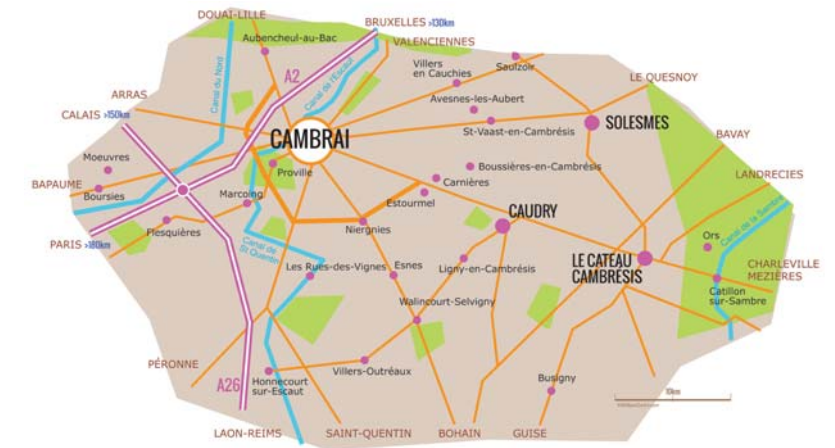 DOUAI-LILLE
BRUXELLES >130km
Aubencheul-au-Bac
VALENCIENNES
Canal du Nord
Canal de l'Escaut
A2
Villers
en Cauchies
Saulzoir
LE QUESNOY
ARRAS
CALAIS >150km
Avesnes-les-Aubert
St-Vaast-en-Cambrésis
SOLESMES
CAMBRAI
BAVAY
Moeuvres
Proville
Boussières-en-Cambrésis
BAPAUME
Boursies
Marcoing
Carnières
Estourmel
LANDRECIES
CAUDRY
Flesquières
Niergnies
PARIS >180km
Canal de
St Quentin
Ors
Canal de la Sambre
LE CATEAU
CAMBRÉSIS
CHARLEVILLE
MEZIÈRES
Les Rues-des-Vignes
Esnes
Ligny-en-Cambrésis
Catillon
sur-Sambre
Walincourt-Selvigny
PÉRONNE
A26
Honnecourt
sur-Escaut
Villers-Outréaux
Busigny
10km
LAON-REIMS
SAINT-QUENTIN
BOHAIN
GUISE